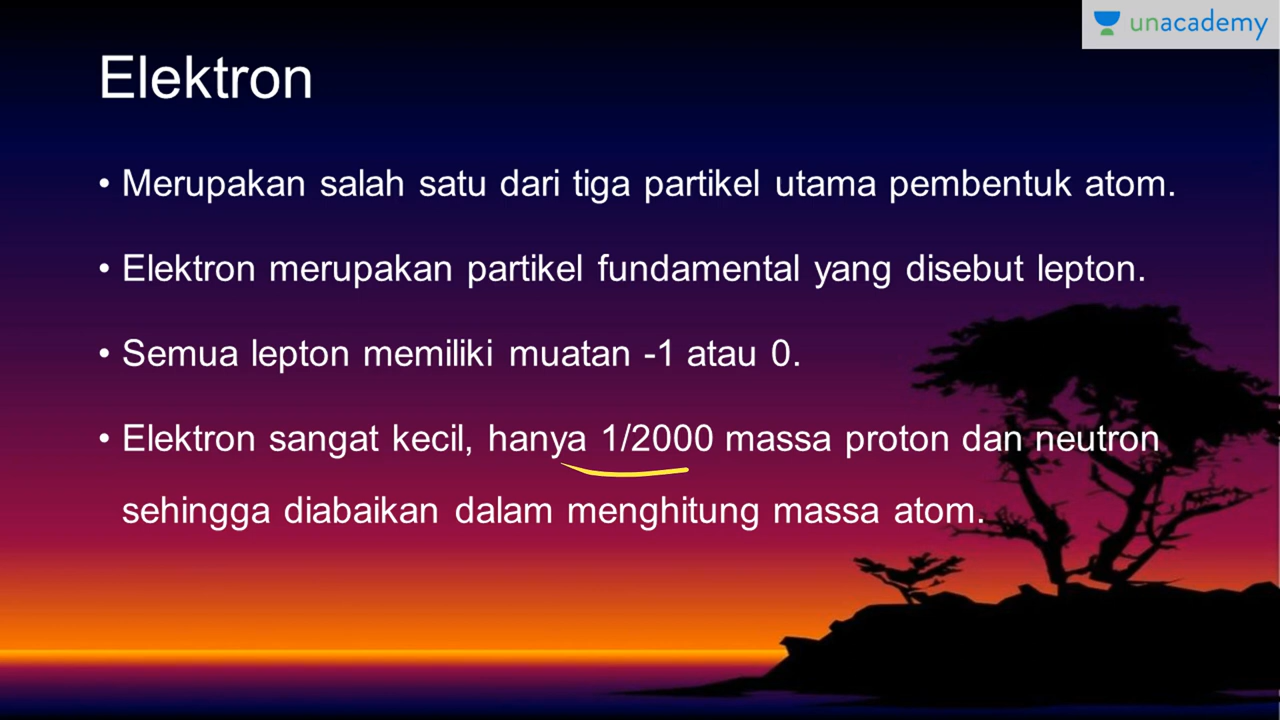 unacademy
Elektron
• Merupakan salah satu dari tiga partikel utama pembentuk atom.
• Elektron merupakan partikel fundamental yang disebut lepton.
• Semua lepton memiliki muatan -1 atau 0.
• Elektron sangat kecil, hanya 1/2000 massa proton dan neutron
sehingga diabaikan dalam menghitung massa atom.